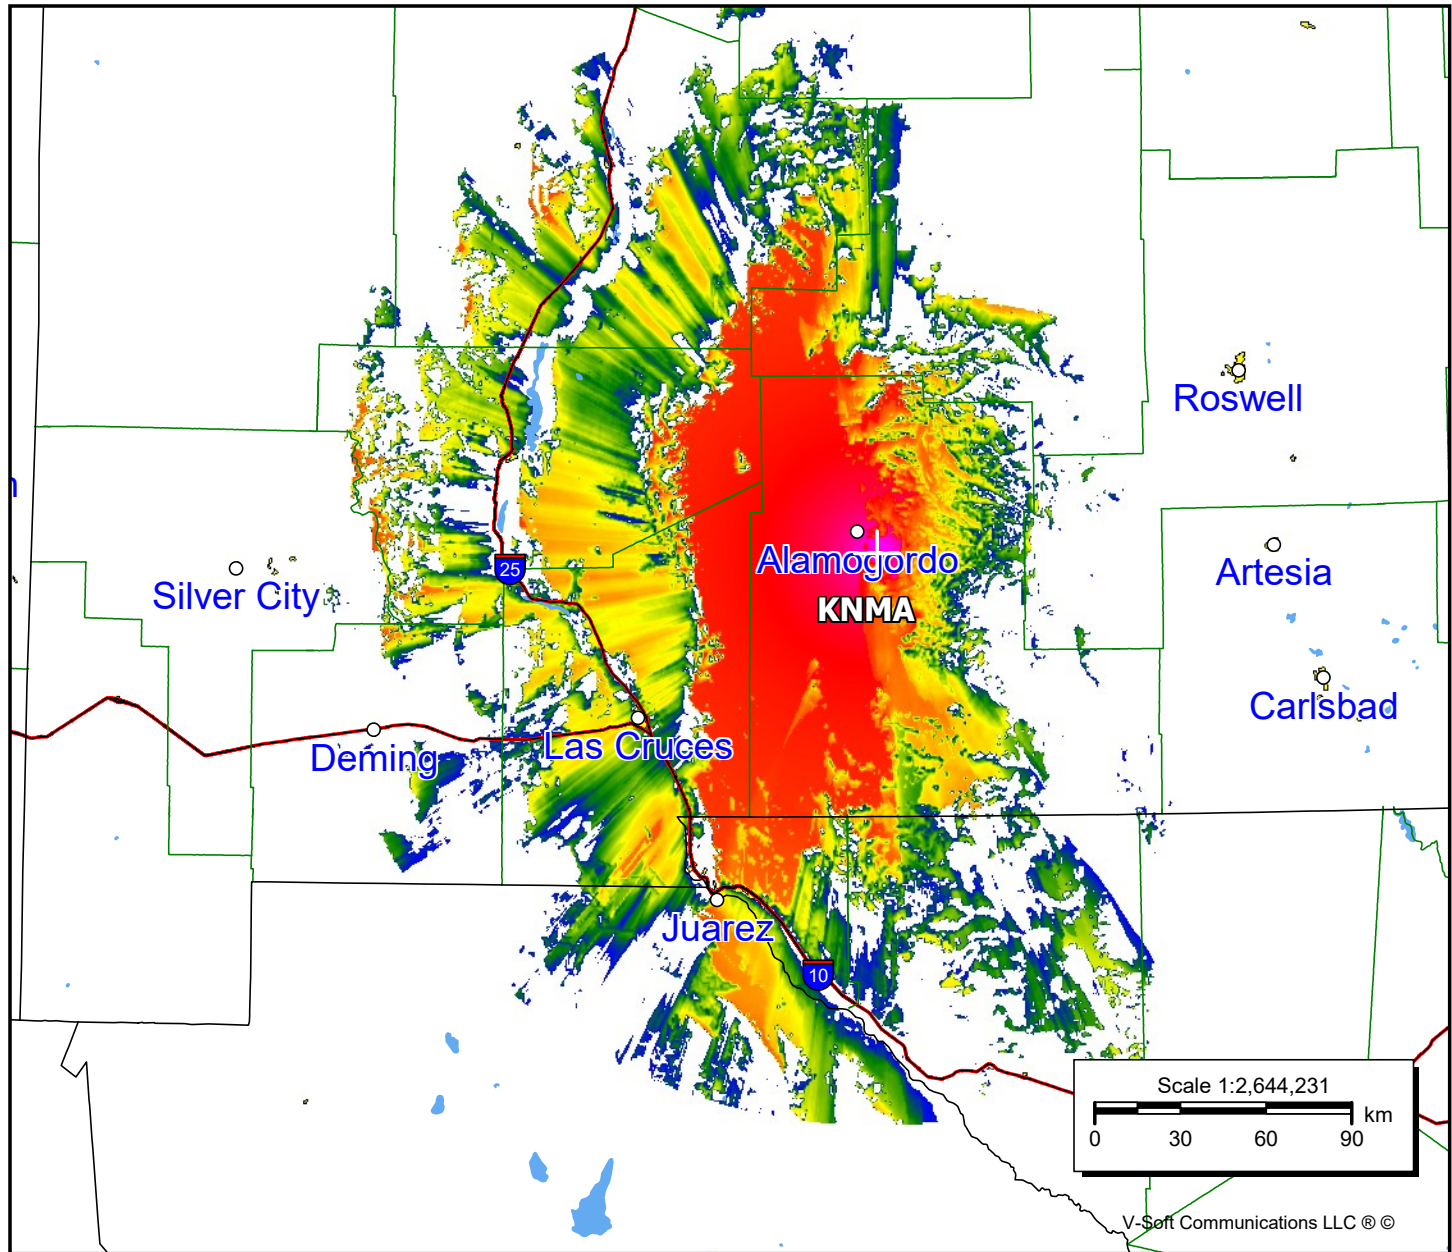 Roswell
n
25
Alamogordo
Artesia
Silver City
KNMA
Carlsbad
Las Cruces
Deming
Juarez
10
Scale 1:2,644,231
km
0 30 60 90
V-Soft Communications LLC ® ©